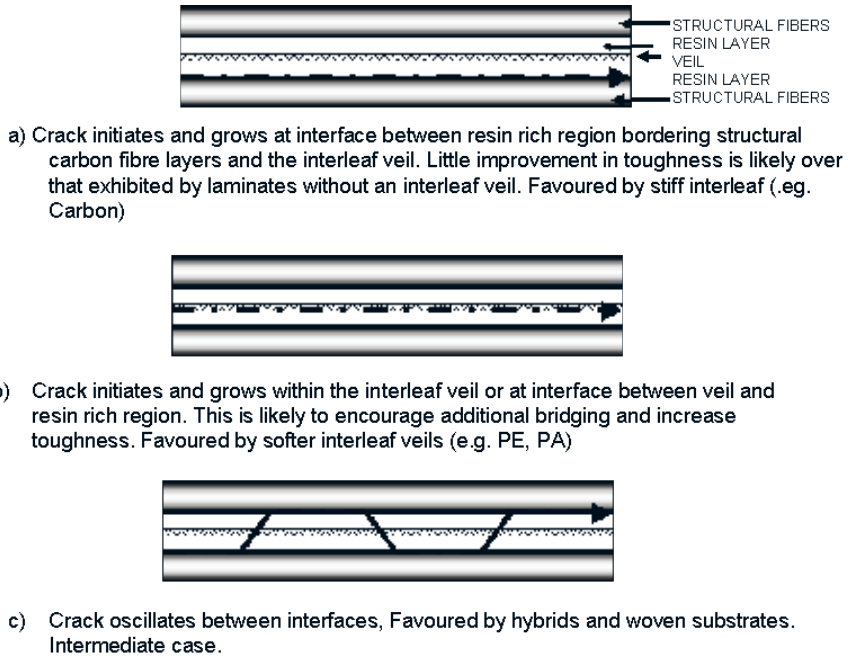 STRUCTURAL FIBERS
RESIN LAYER
VEIL
RESIN LAYER
STRUCTURAL FIBERS
a) Crack initiates and grows at interface between resin rich region bordering structural
carbon fibre layers and the interleaf veil. Little improvement in toughness is likely over
that exhibited by laminates without an interleaf veil. Favoured by stiff interleaf (.eg.
Carbon)
) Crack initiates and grows within the interleaf veil or at interface between veil and
resin rich region. This is likely to encourage additional bridging and increase
toughness. Favoured by softer interleaf veils (e.g. PE, PA)
c) Crack oscillates between interfaces, Favoured by hybrids and woven substrates.
Intermediate case.